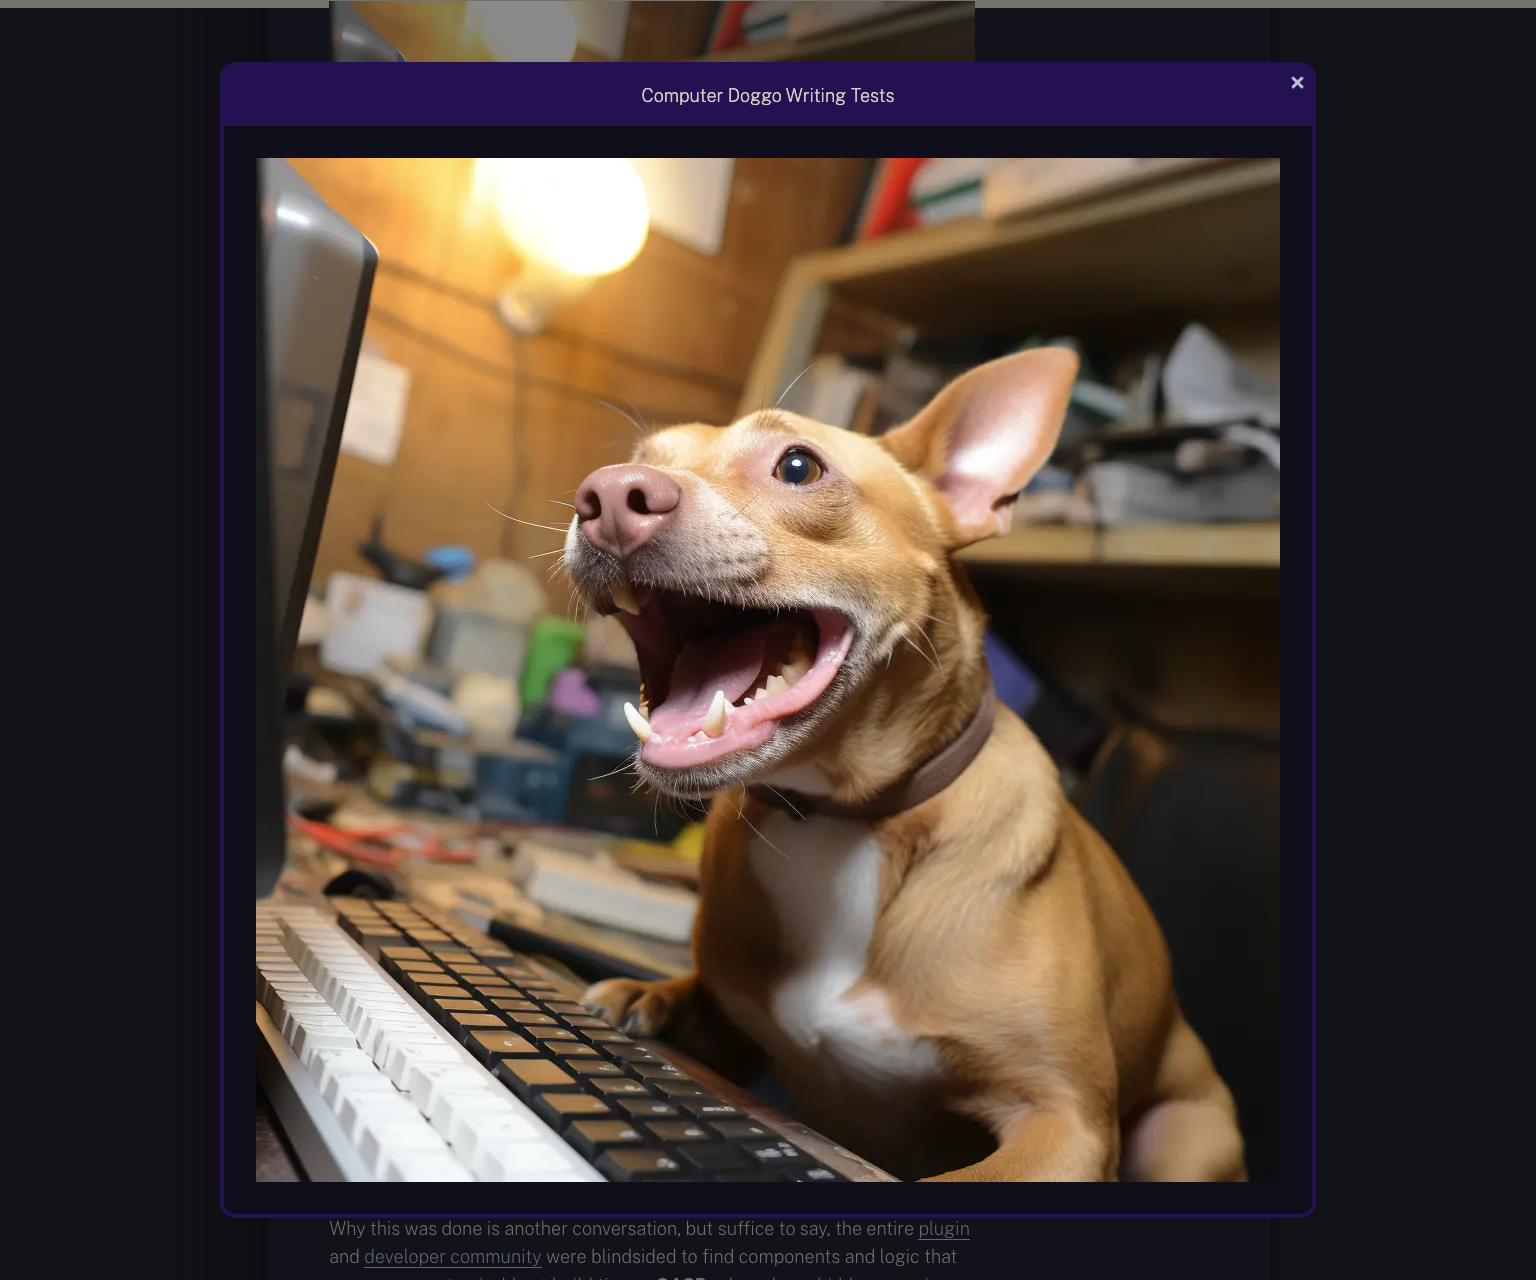 Computer Doggo Writing Tests
Why this was done is another conversation, but suffice to say, the entire plugin
and developer community were blindsided to find components and logic that